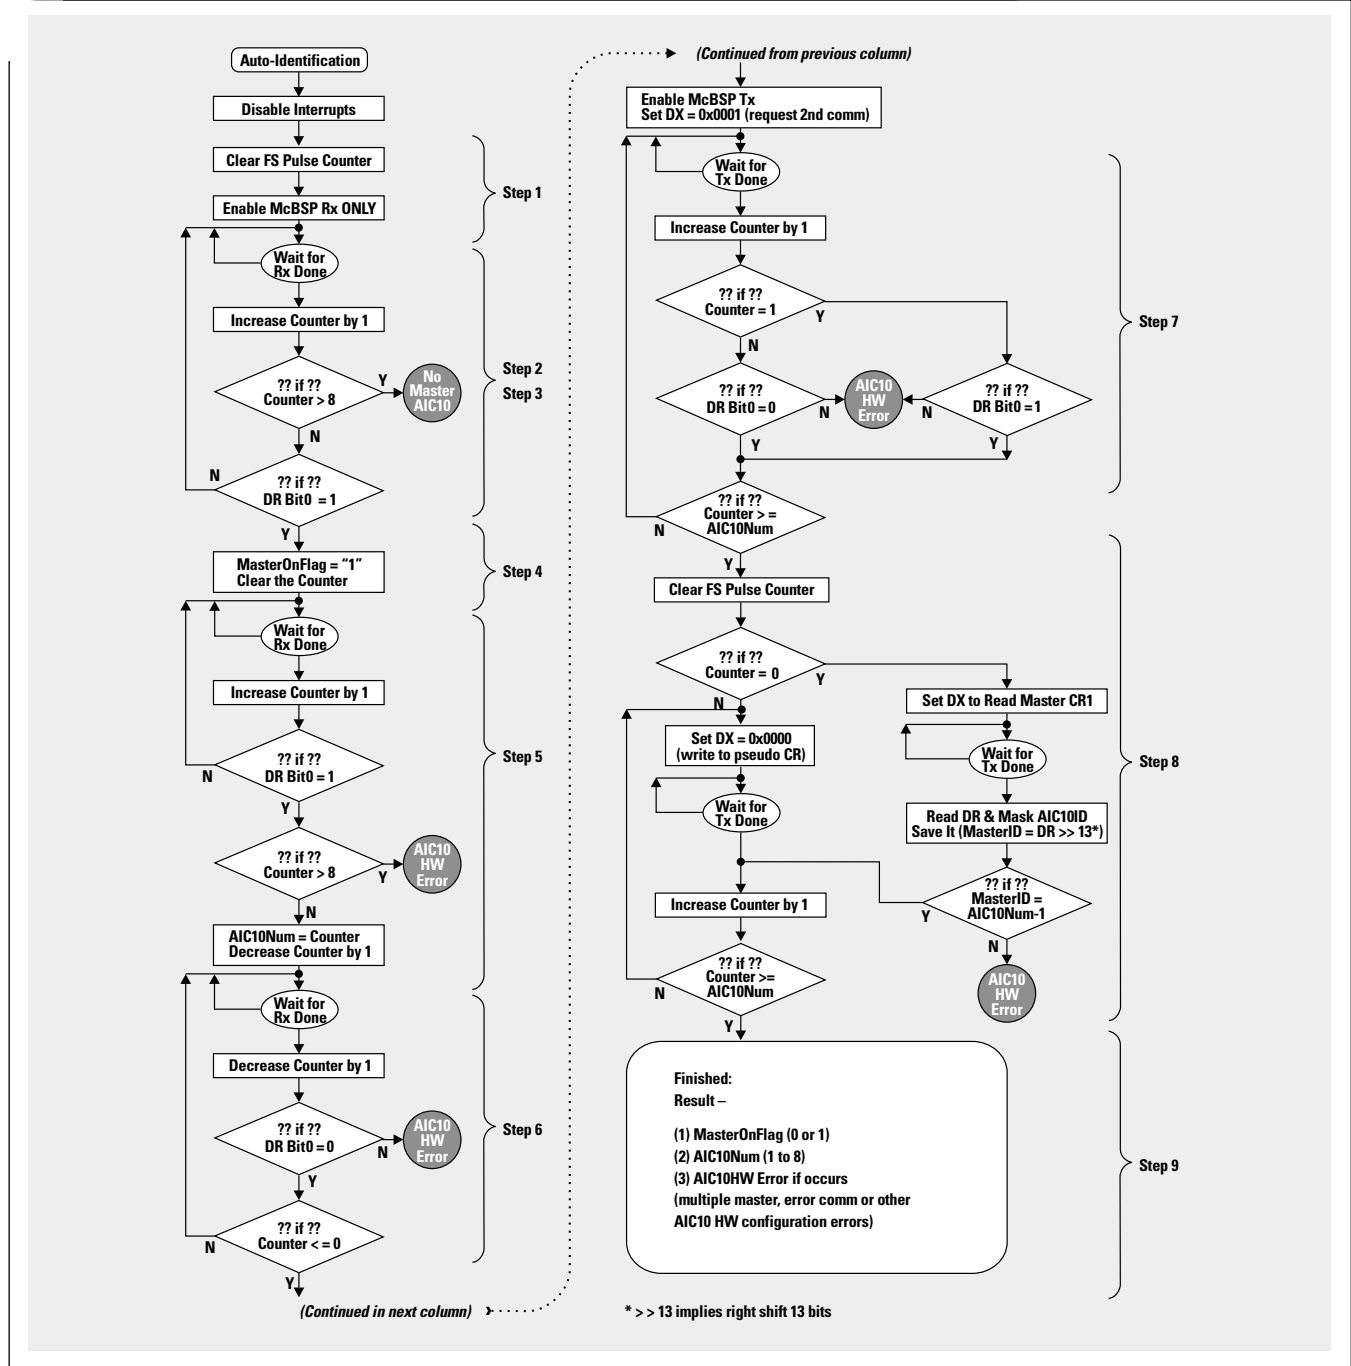 Auto-Identification
Disable Interrupts
Clear FS Pulse Counter
Enable McBSP Rx ONLY
Step 1
Wait for
Rx Done
Increase Counter by 1
?? if ??
Counter > 8
Y
No
Master
AIC10
N
?? if ??
DR Bit0 = 1
N
Y
Step 2
Step 3
MasterOnFlag = “1”
Clear the Counter
Step 4
Wait for
Rx Done
Increase Counter by 1
?? if ??
DR Bit0 = 1
N
Y
?? if ??
Counter > 8
Y
AIC10
HW
Error
N
AIC10Num = Counter
Decrease Counter by 1
Step 5
Wait for
Rx Done
Decrease Counter by 1
?? if ??
DR Bit0 = 0
N
AIC10
HW
Error
Y
?? if ??
Counter < = 0
N
Y
Step 6
(Continued in next column)
(Continued from previous column)
Enable McBSP Tx
Set DX = 0x0001 (request 2nd comm)
Wait for
Tx Done
Increase Counter by 1
?? if ??
Counter = 1
Y
N
?? if ??
DR Bit0 = 0
N
AIC10
HW
Error
N
?? if ??
DR Bit0 = 1
Y
Y
?? if ??
Counter > =
AIC10Num
N
Y
Step 7
Clear FS Pulse Counter
?? if ??
Counter = 0
Y
N
Set DX = 0x0000
(write to pseudo CR)
Wait for
Tx Done
Set DX to Read Master CR1
Wait for
Tx Done
Read DR & Mask AIC10ID
Save It (MasterID = DR >> 13*)
?? if ??
MasterID =
AIC10Num-1
Y
N
AIC10
HW
Error
Increase Counter by 1
?? if ??
Counter >=
AIC10Num
N
Y
Step 8
Finished:
Result –
(1) MasterOnFlag (0 or 1)
(2) AIC10Num (1 to 8)
(3) AIC10HW Error if occurs
(multiple master, error comm or other
AIC10 HW configuration errors)
Step 9
* > > 13 implies right shift 13 bits